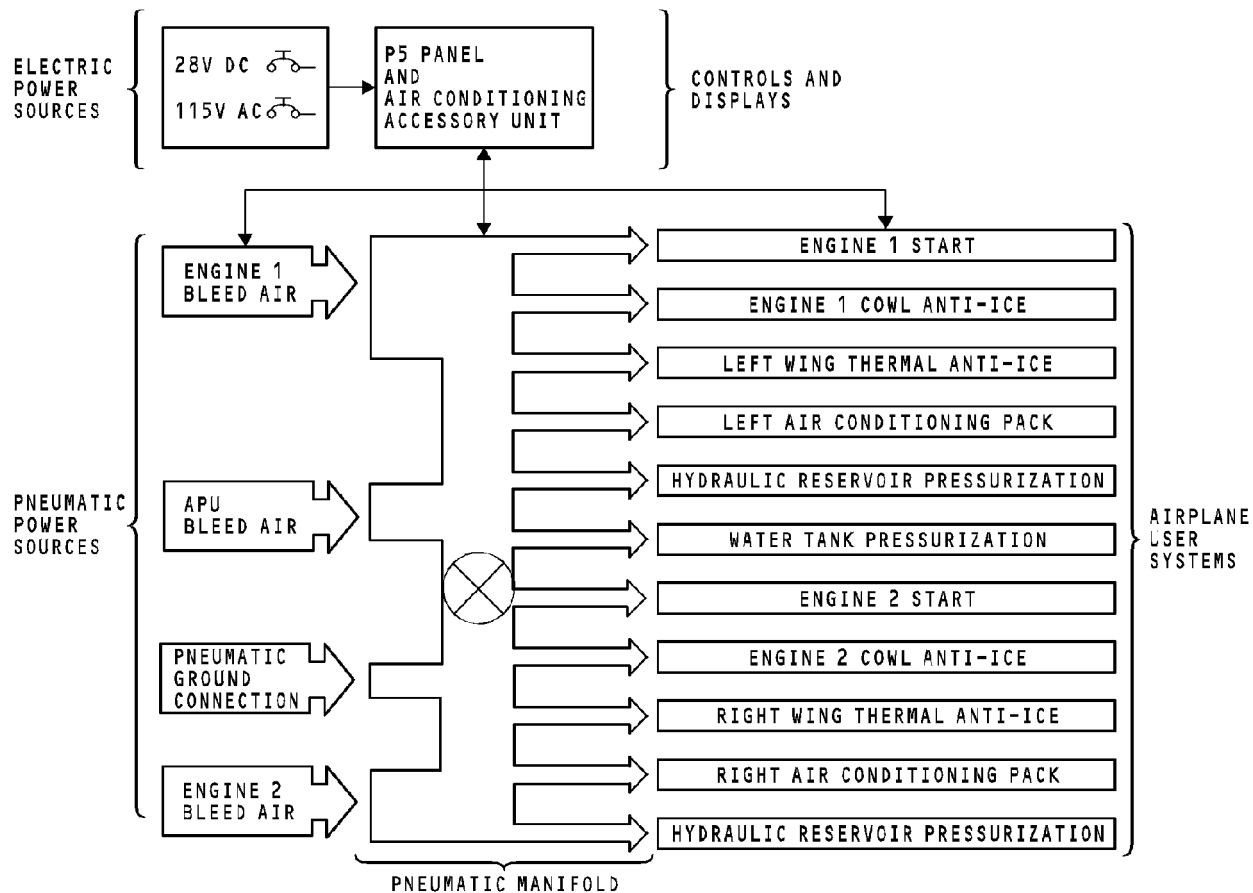 ELECTRIC
POWER
SOURCES
28V DC
115V AC
P5 PANEL
AND
AIR CONDITIONING
ACCESSORY UNIT
CONTROLS AND
DISPLAYS
PNEUMATIC
POWER
SOURCES
ENGINE 1
BLEED AIR
APU
BLEED AIR
PNEUMATIC
GROUND
CONNECTION
ENGINE 2
BLEED AIR
ENGINE 1 START
ENGINE 1 COWL ANTI-ICE
LEFT WING THERMAL ANTI-ICE
LEFT AIR CONDITIONING PACK
HYDRAULIC RESERVOIR PRESSURIZATION
WATER TANK PRESSURIZATION
ENGINE 2 START
ENGINE 2 COWL ANTI-ICE
RIGHT WING THERMAL ANTI-ICE
RIGHT AIR CONDITIONING PACK
HYDRAULIC RESERVOIR PRESSURIZATION
AIRPLANE
USER
SYSTEMS
PNEUMATIC MANIFOLD